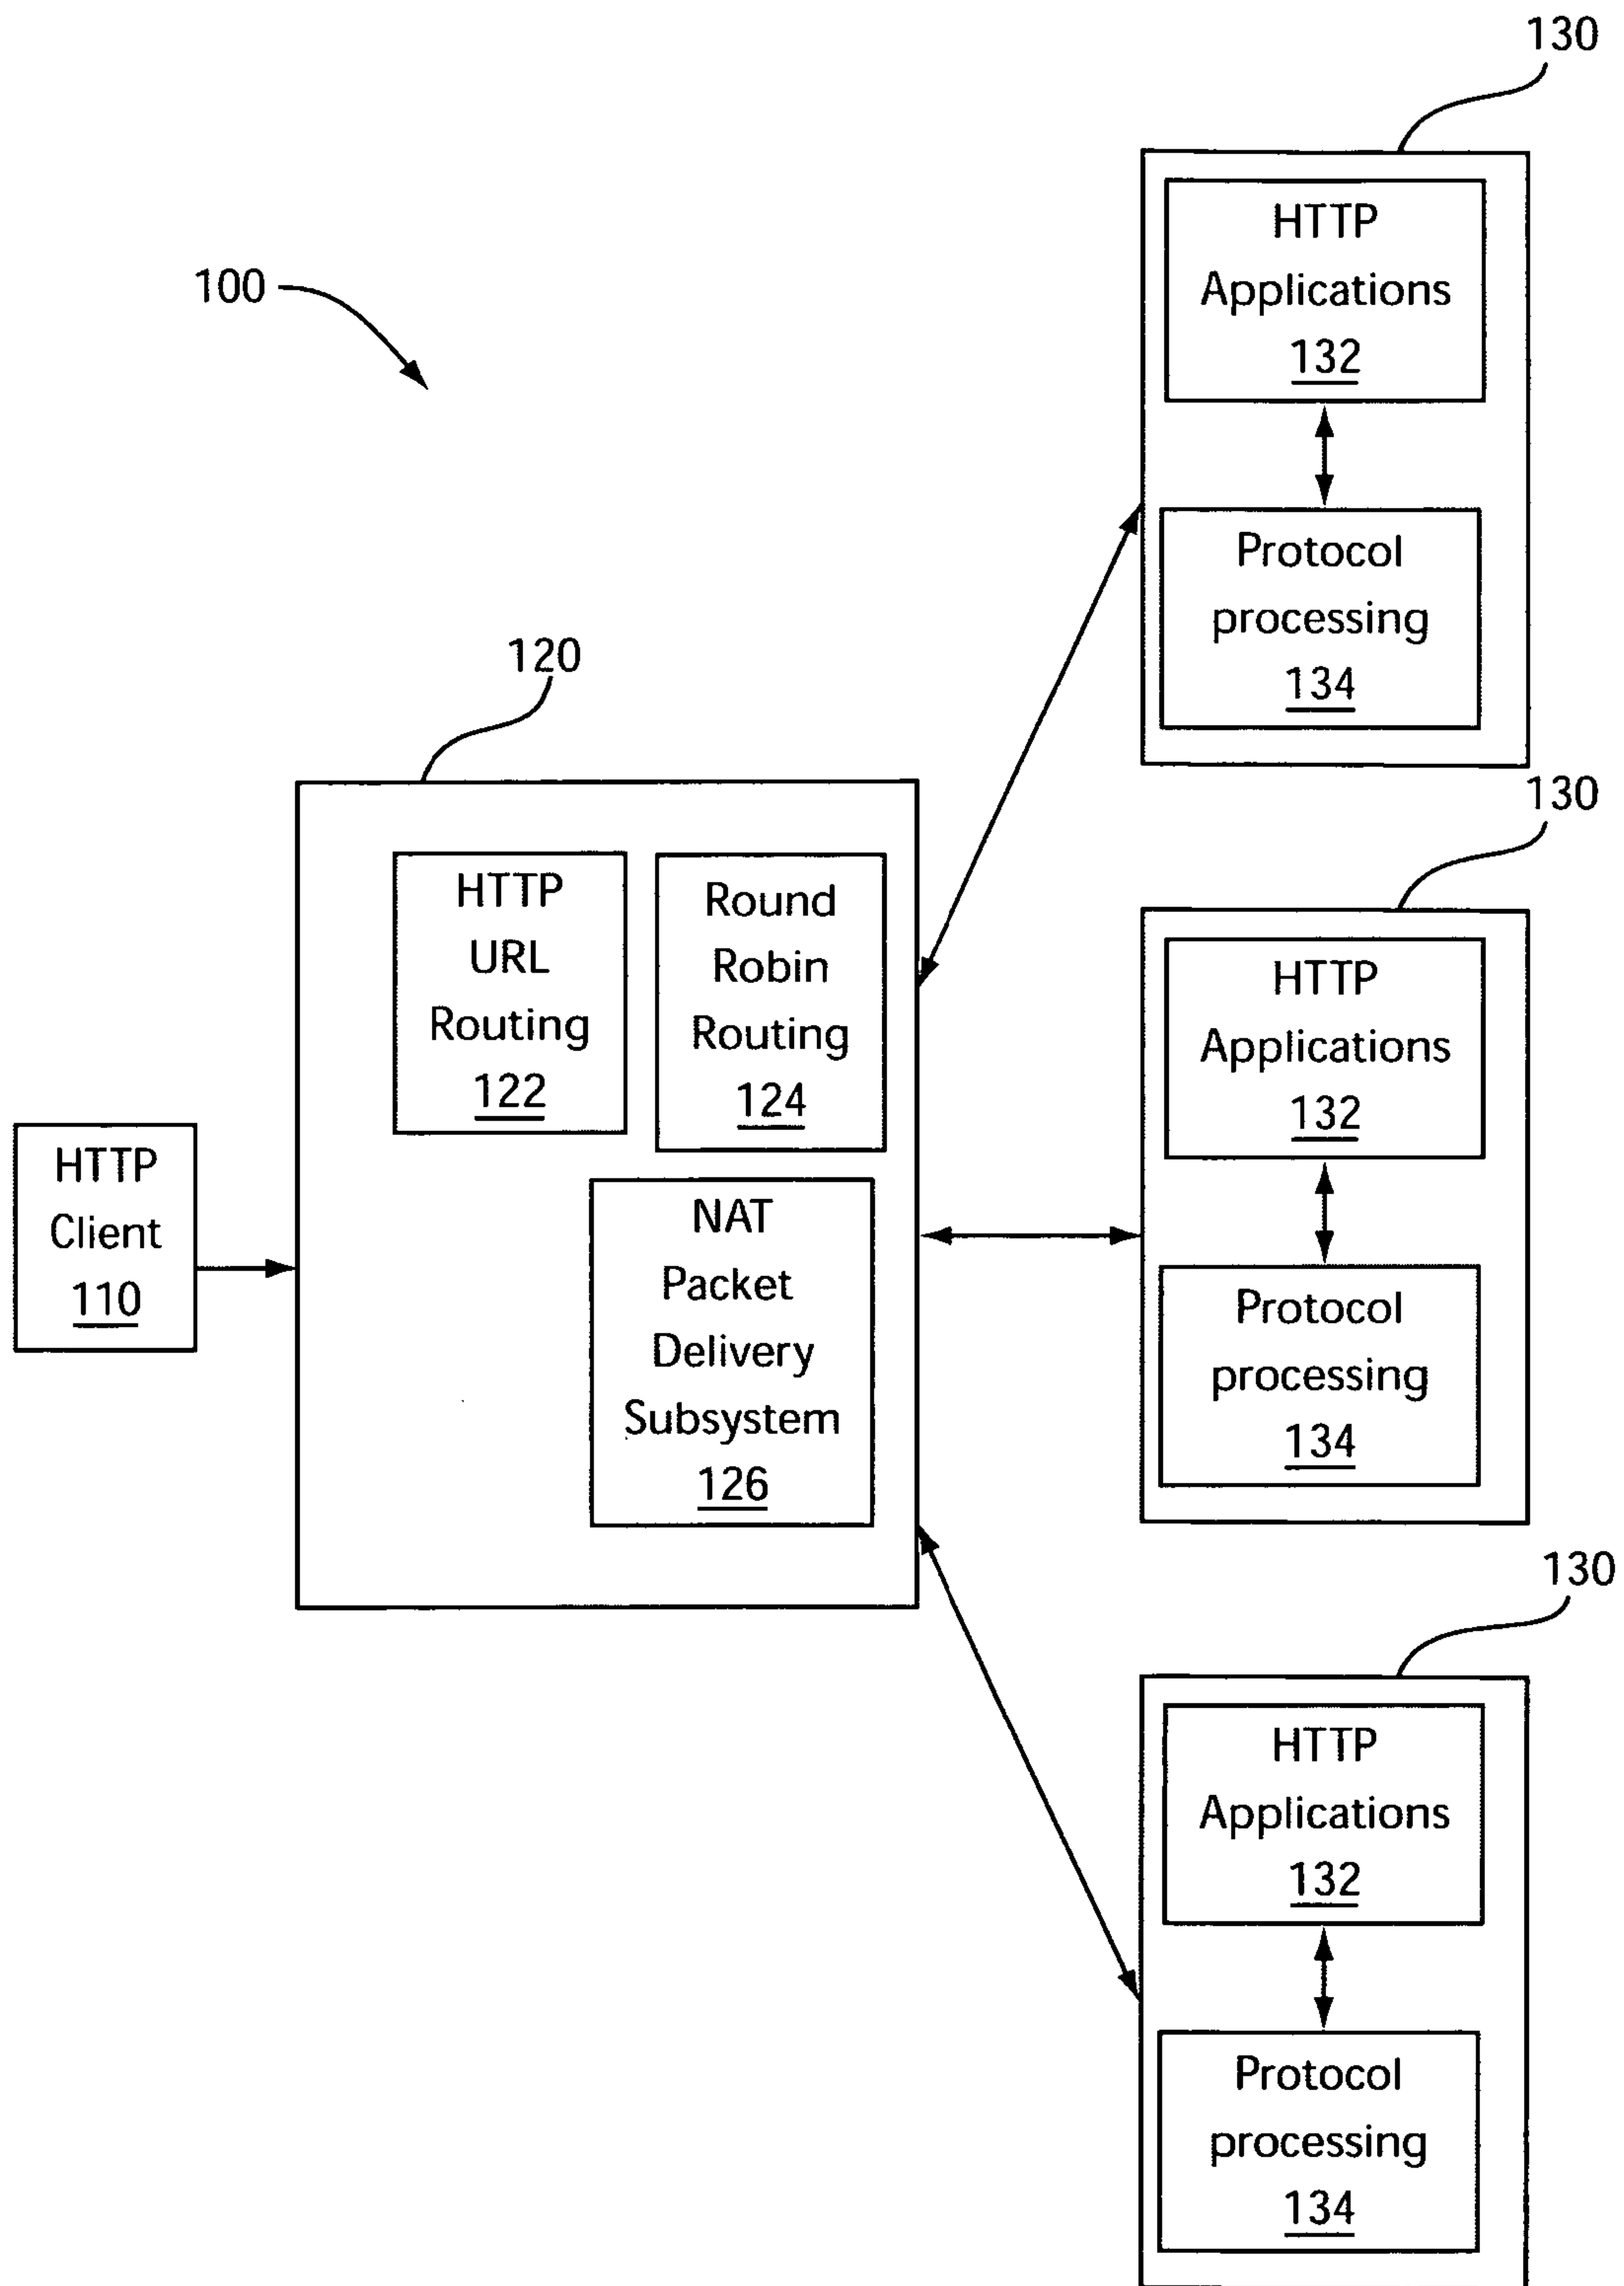 130
HTTP
Applications
132
100
Protocol
processing
134
120
130
HTTP
URL
Routing
122
Round
Robin
Routing
124
HTTP
Applications
132
HTTP
Client
110
NAT
Packet
Delivery
Subsystem
126
Protocol
processing
134
130
HTTP
Applications
132
Protocol
processing
134